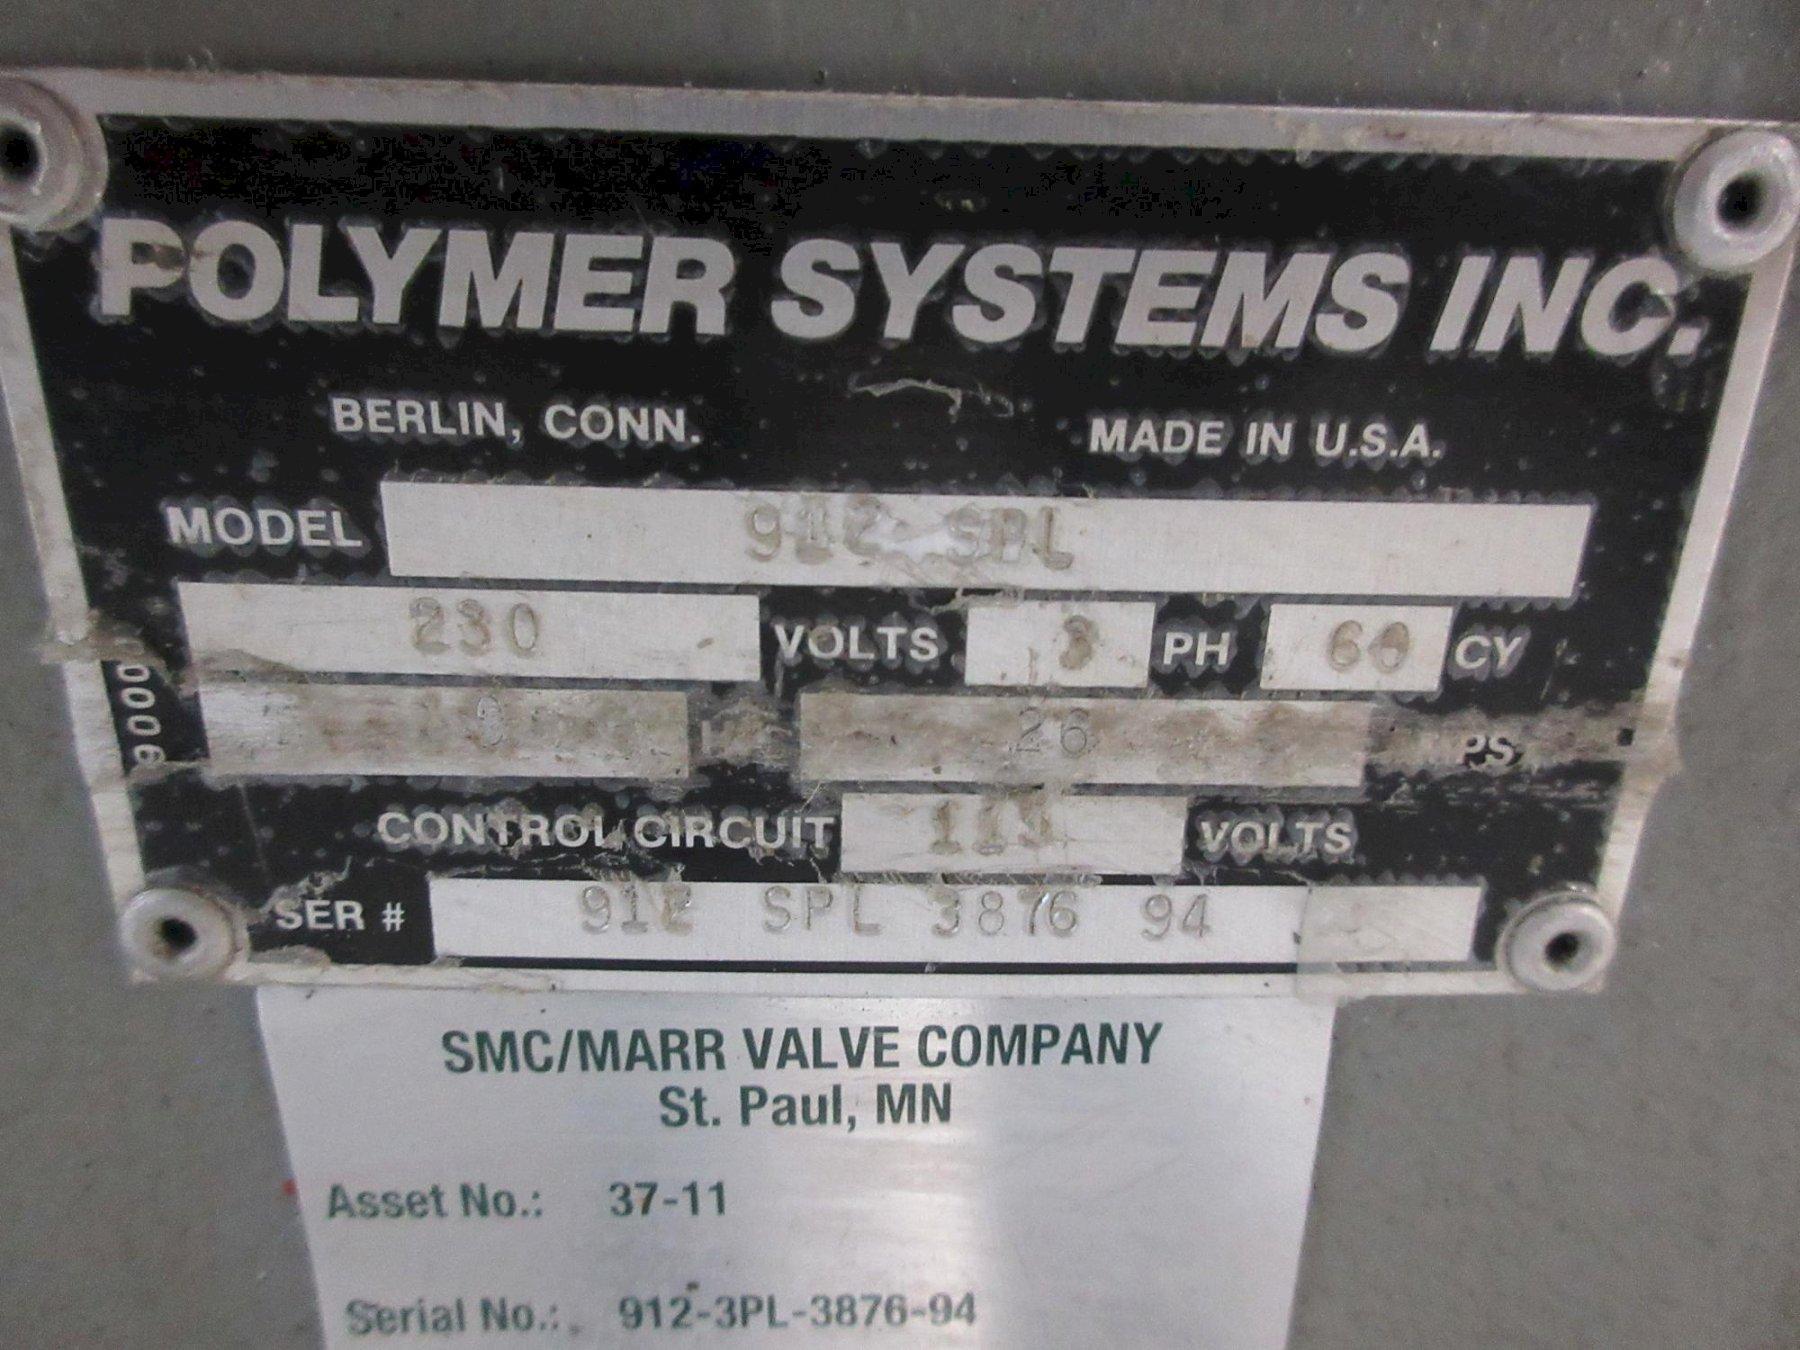 POLYMER SYSTEMS INC.
BERLIN, CONN. MADE IN U.S.A.
MODEL 912 SPL
230 VOLTS 3 PH 60 CY
26
CONTROL CIRCUIT 115 VOLTS
SER # 912 SPL 3876 94
SMC/MARR VALVE COMPANY
St. Paul, MN
Asset No.: 37-11
Serial No.: 912-3PL-3876-94